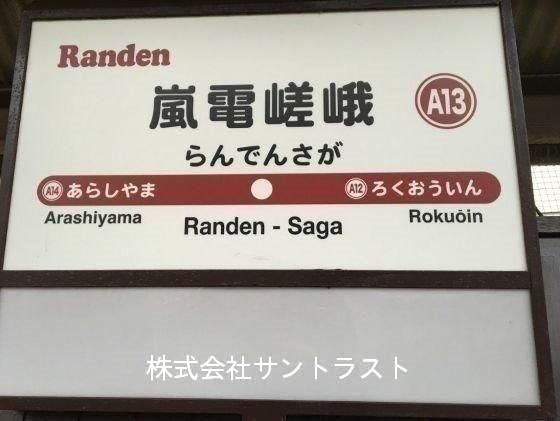 Randen
嵐電嵯峨
A13
らんでんさが
A14 あらしやま
A12 ろくおういん
Arashiyama
Randen - Saga
Rokuōin
株式会社サントラスト